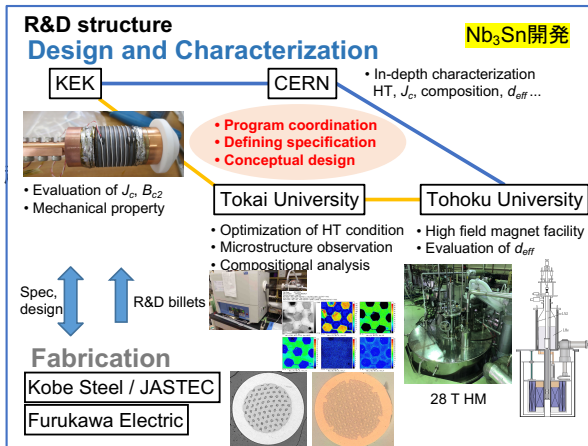 R&D structure
Nb₃Sn開発
Design and Characterization
KEK
CERN
• In-depth characterization
HT, Jc, composition, deff ...
• Program coordination
• Defining specification
• Conceptual design
• Evaluation of Jc, Bc2
• Mechanical property
Tokai University
Tohoku University
• Optimization of HT condition
• Microstructure observation
• Compositional analysis
• High field magnet facility
• Evaluation of deff
Spec,
design
R&D billets
Fabrication
Kobe Steel / JASTEC
Furukawa Electric
28 T HM